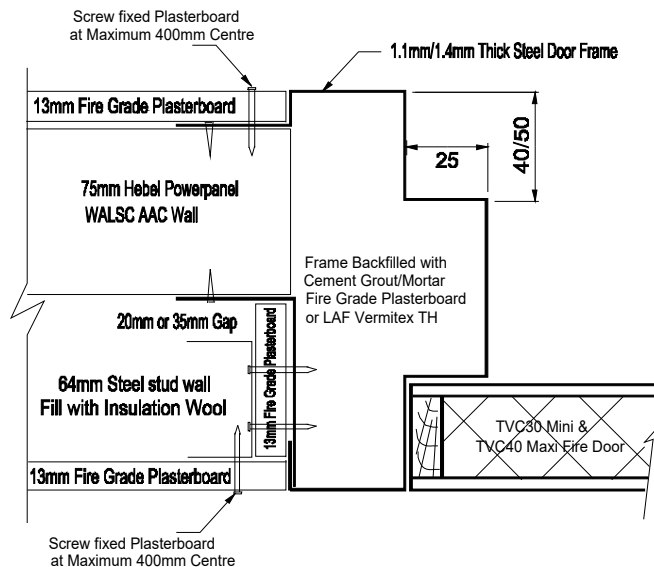 Screw fixed Plasterboard
at Maximum 400mm Centre
1.1mm/1.4mm Thick Steel Door Frame
13mm Fire Grade Plasterboard
25
40/50
75mm Hebel Powerpanel
WALSC AAC Wall
Frame Backfilled with
Cement Grout/Mortar
Fire Grade Plasterboard
or LAF Vermitex TH
20mm or 35mm Gap
13mm Fire Grade Plasterboard
64mm Steel stud wall
Fill with Insulation Wool
TVC30 Mini &
TVC40 Maxi Fire Door
13mm Fire Grade Plasterboard
Screw fixed Plasterboard
at Maximum 400mm Centre